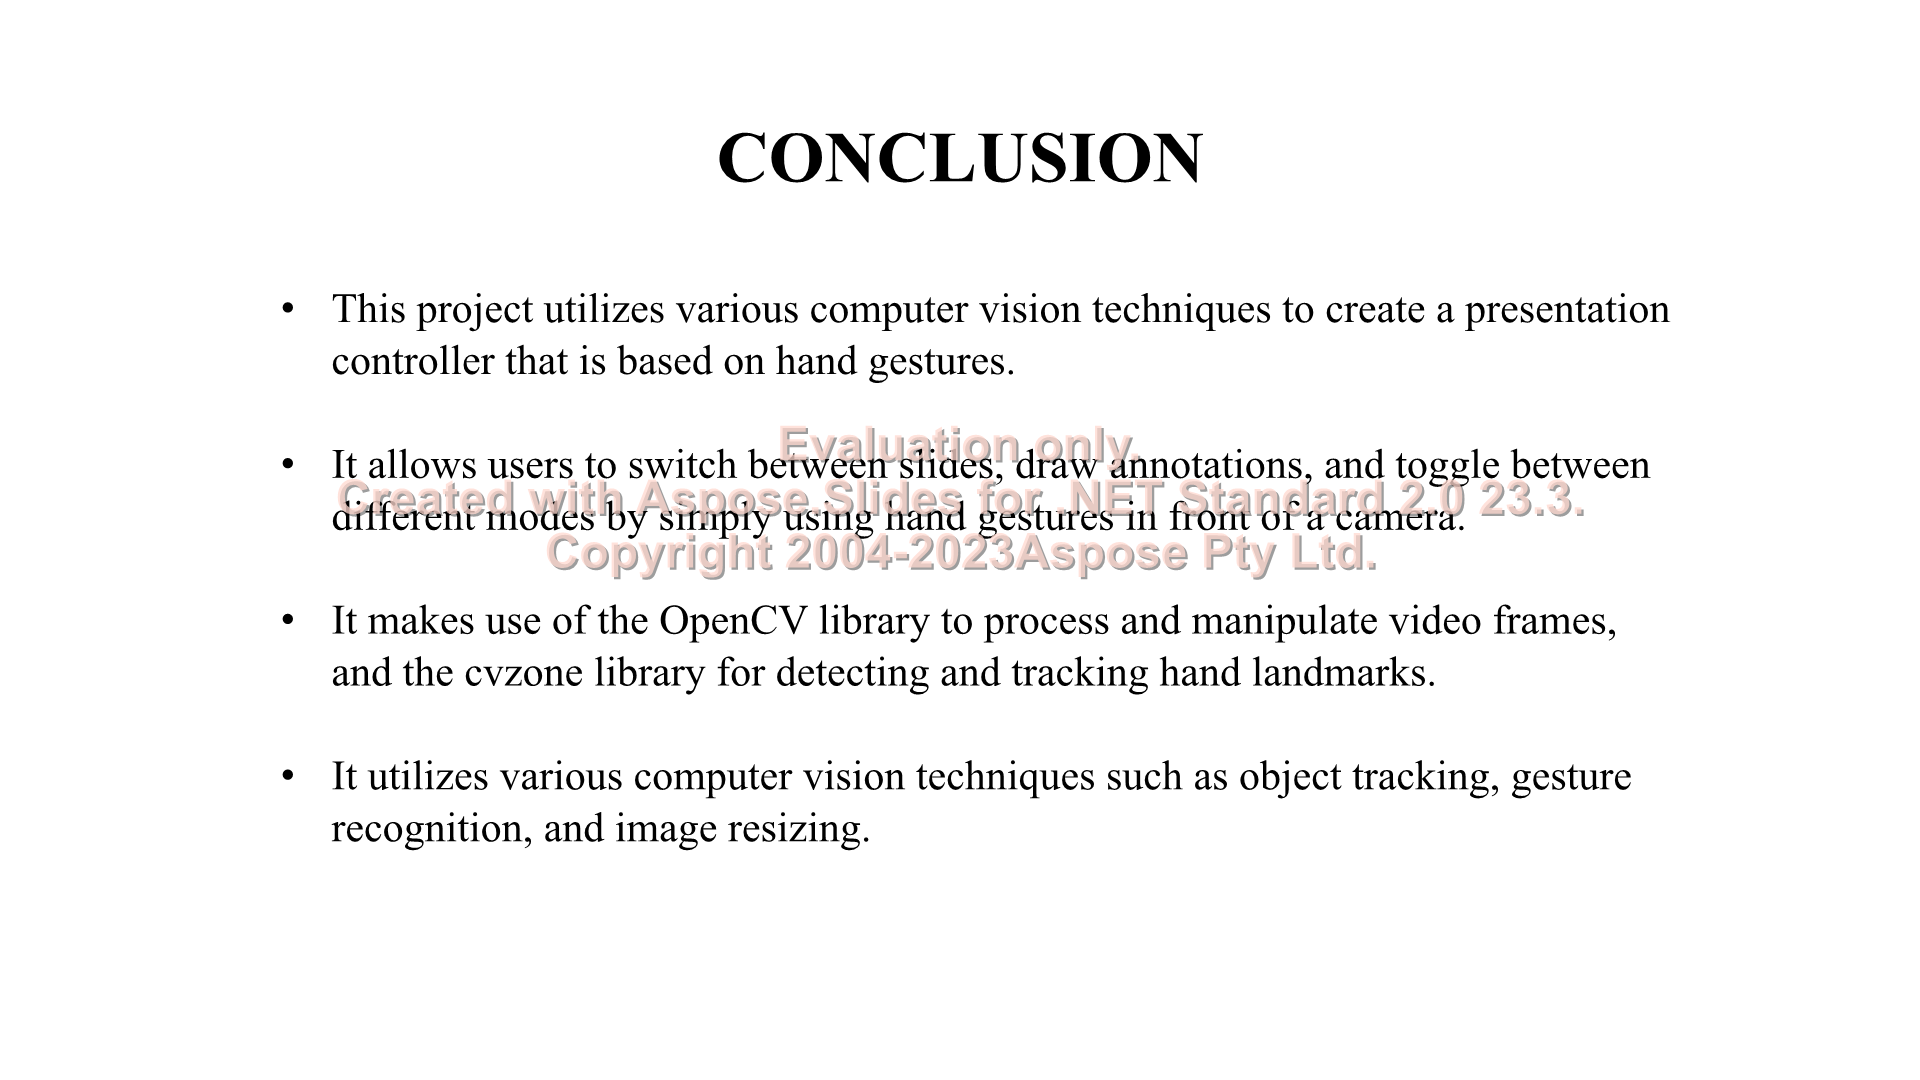 CONCLUSION
• This project utilizes various computer vision techniques to create a presentation
controller that is based on hand gestures.
Evaluation only.
• It allows users to switch between slides, draw annotations, and toggle between
Created with Aspose.Slides for .NET Standard 2.0 23.3.
different modes by simply using hand gestures in front of a camera.
Copyright 2004-2023Aspose Pty Ltd.
• It makes use of the OpenCV library to process and manipulate video frames,
and the cvzone library for detecting and tracking hand landmarks.
• It utilizes various computer vision techniques such as object tracking, gesture
recognition, and image resizing.